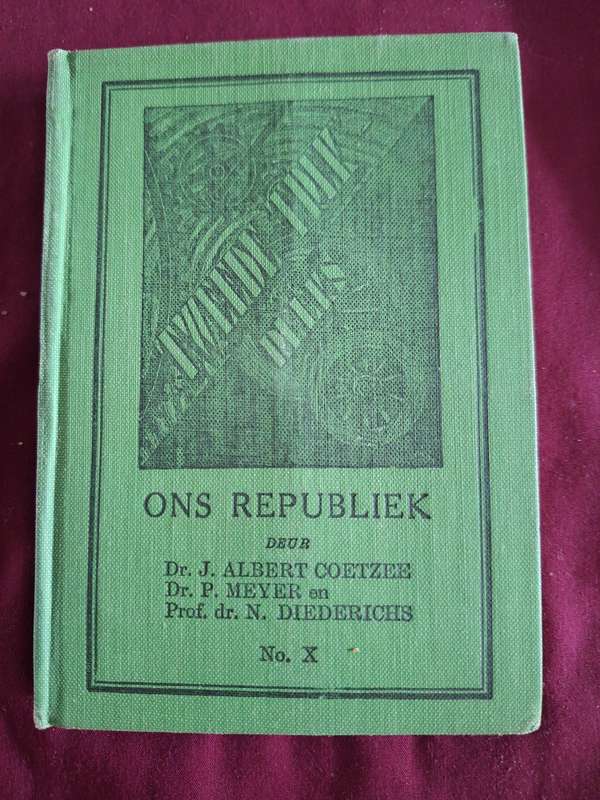 TWEEDE TREK
REEKS
ONS REPUBLIEK
DEUR
Dr. J. ALBERT COETZEE
Dr. P. MEYER en
Prof. dr. N. DIEDERICHS
No. X